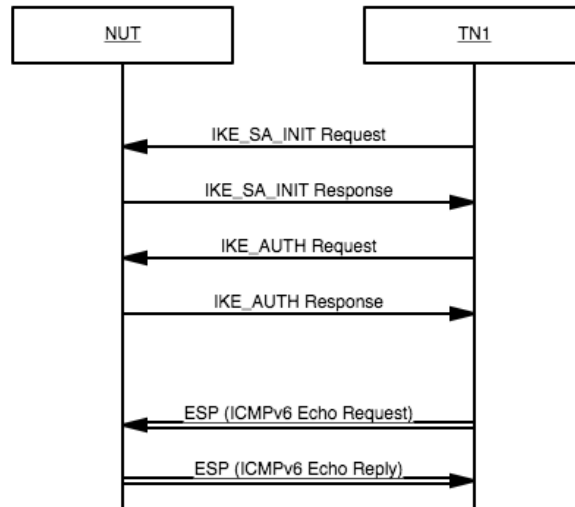 NUT
TN1
IKE_SA_INIT Request
IKE_SA_INIT Response
IKE_AUTH Request
IKE_AUTH Response
ESP (ICMPv6 Echo Request)
ESP (ICMPv6 Echo Reply)